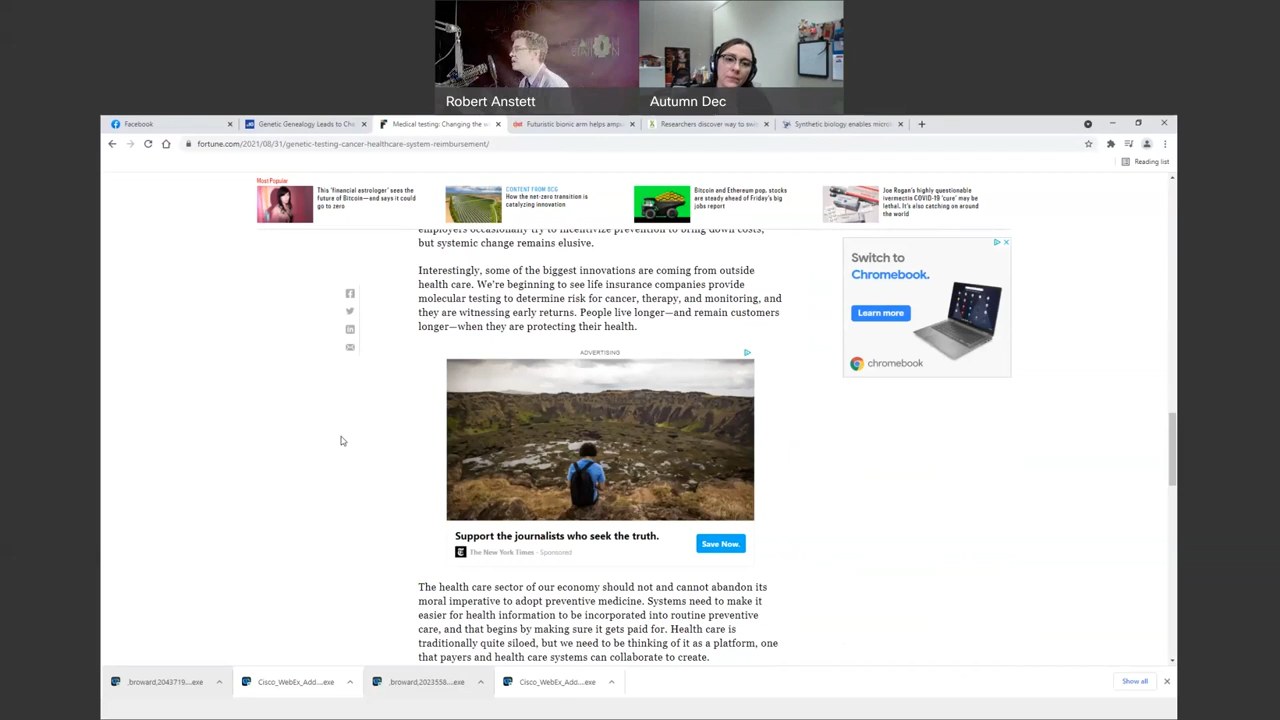 Robert Anstett
Autumn Dec
Facebook
Genetic Genealogy Leads to Cha
Medical testing: Changing the w
Futuristic bionic arm helps amp
Researchers discover way to sw
Synthetic biology enables micro
fortune.com/2021/08/31/genetic-testing-cancer-healthcare-system-reimbursement/
Reading list
Most Popular
This 'financial astrologer' sees the
future of Bitcoin—and says it could
go to zero
CONTENT FROM BCG
How the net-zero transition is
catalyzing innovation
Bitcoin and Ethereum pop, stocks
are steady ahead of Friday's big
jobs report
Joe Rogan's highly questionable
ivermectin COVID-19 'cure' may be
lethal. It's also catching on around
the world
employers occasionally try to incentivize prevention to bring down costs,
but systemic change remains elusive.
Interestingly, some of the biggest innovations are coming from outside
health care. We're beginning to see life insurance companies provide
molecular testing to determine risk for cancer, therapy, and monitoring, and
they are witnessing early returns. People live longer—and remain customers
longer—when they are protecting their health.
Switch to
Chromebook.
Learn more
chromebook
ADVERTISING
Support the journalists who seek the truth.
The New York Times - Sponsored
Save Now.
The health care sector of our economy should not and cannot abandon its
moral imperative to adopt preventive medicine. Systems need to make it
easier for health information to be incorporated into routine preventive
care, and that begins by making sure it gets paid for. Health care is
traditionally quite siloed, but we need to be thinking of it as a platform, one
that payers and health care systems can collaborate to create.
,broward,2043719....exe
Cisco_WebEx_Add....exe
,broward,2023558....exe
Cisco_WebEx_Add....exe
Show all